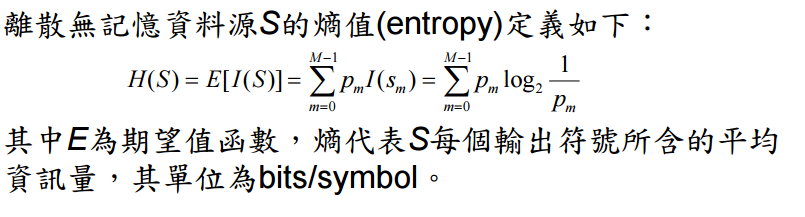 離散無記憶資料源S的熵值(entropy)定義如下：
H(S) = E[I(S)] = \sum_{m=0}^{M-1} p_m I(s_m) = \sum_{m=0}^{M-1} p_m \log_2 \frac{1}{p_m}
其中E為期望值函數，熵代表S每個輸出符號所含的平均
資訊量，其單位為bits/symbol。